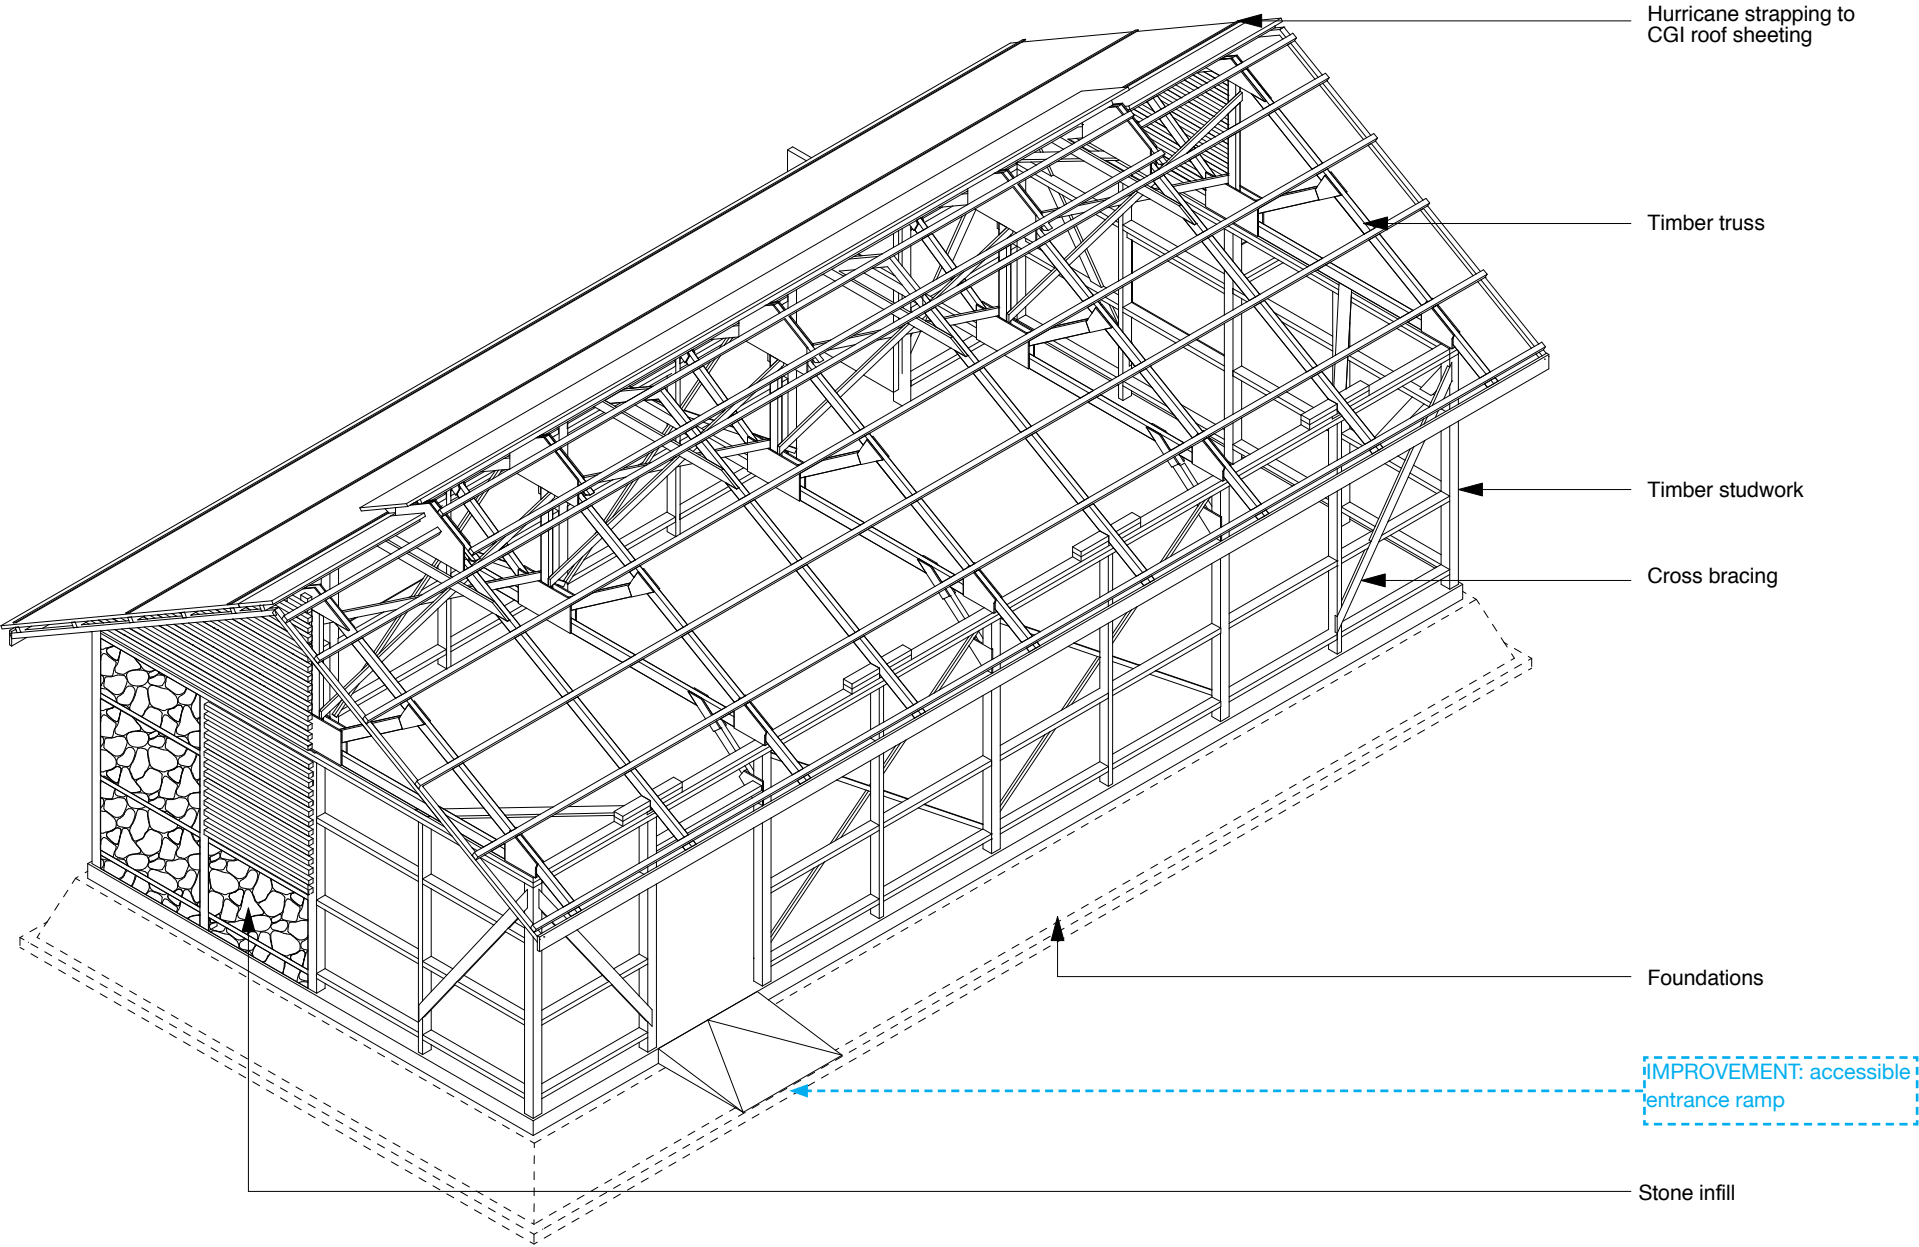 Hurricane strapping to
CGI roof sheeting
Timber truss
Timber studwork
Cross bracing
Foundations
IMPROVEMENT: accessible
entrance ramp
Stone infill